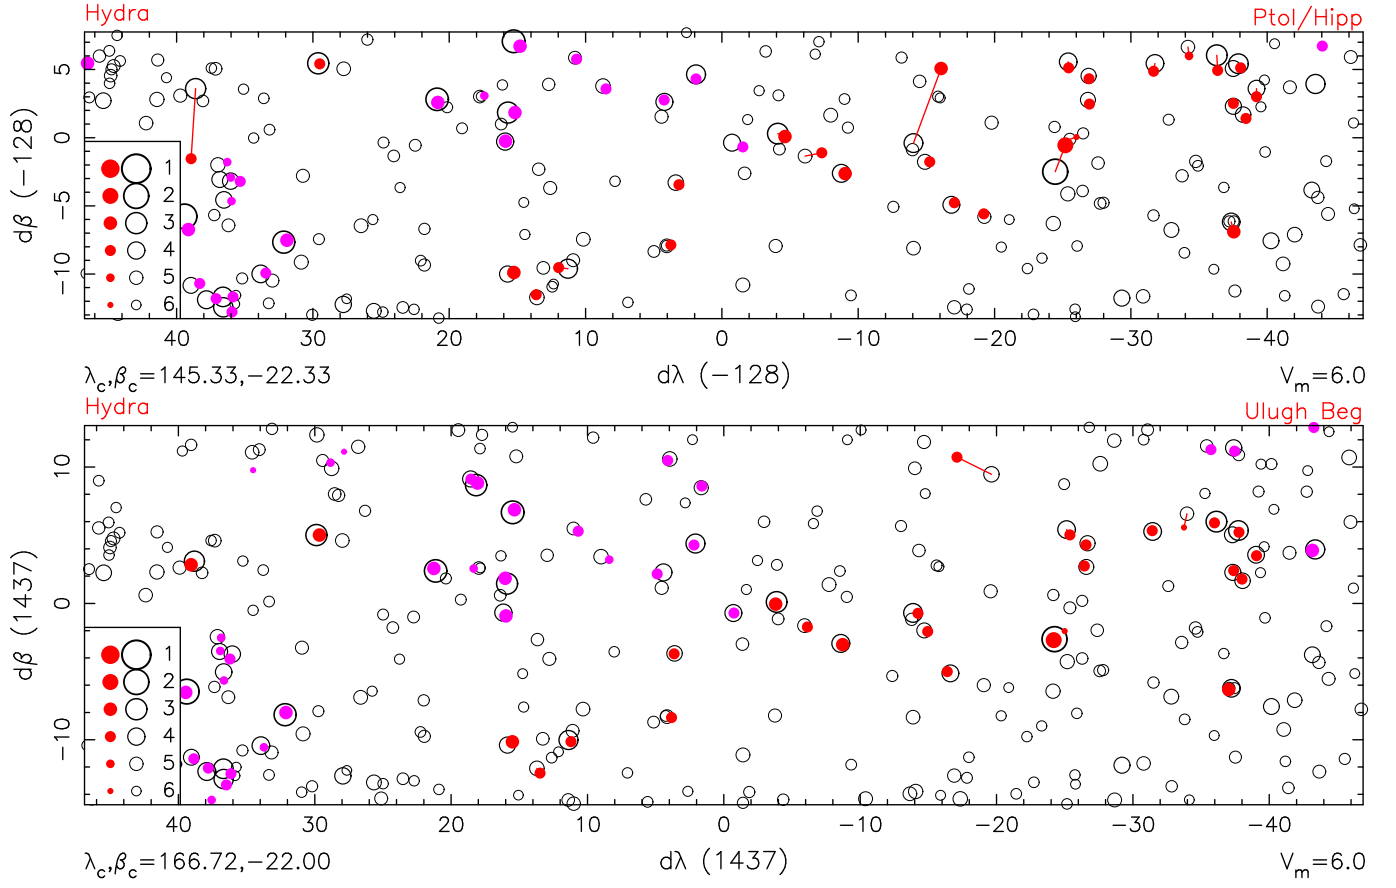 Hydra Ptol/Hipp
5
0
−5
−10
dβ (−128)
1
2
3
4
5
6
40 30 20 10 0 −10 −20 −30 −40
λc,βc=145.33,−22.33 dλ (−128) Vm=6.0
Hydra Ulugh Beg
10
0
−10
dβ (1437)
1
2
3
4
5
6
40 30 20 10 0 −10 −20 −30 −40
λc,βc=166.72,−22.00 dλ (1437) Vm=6.0